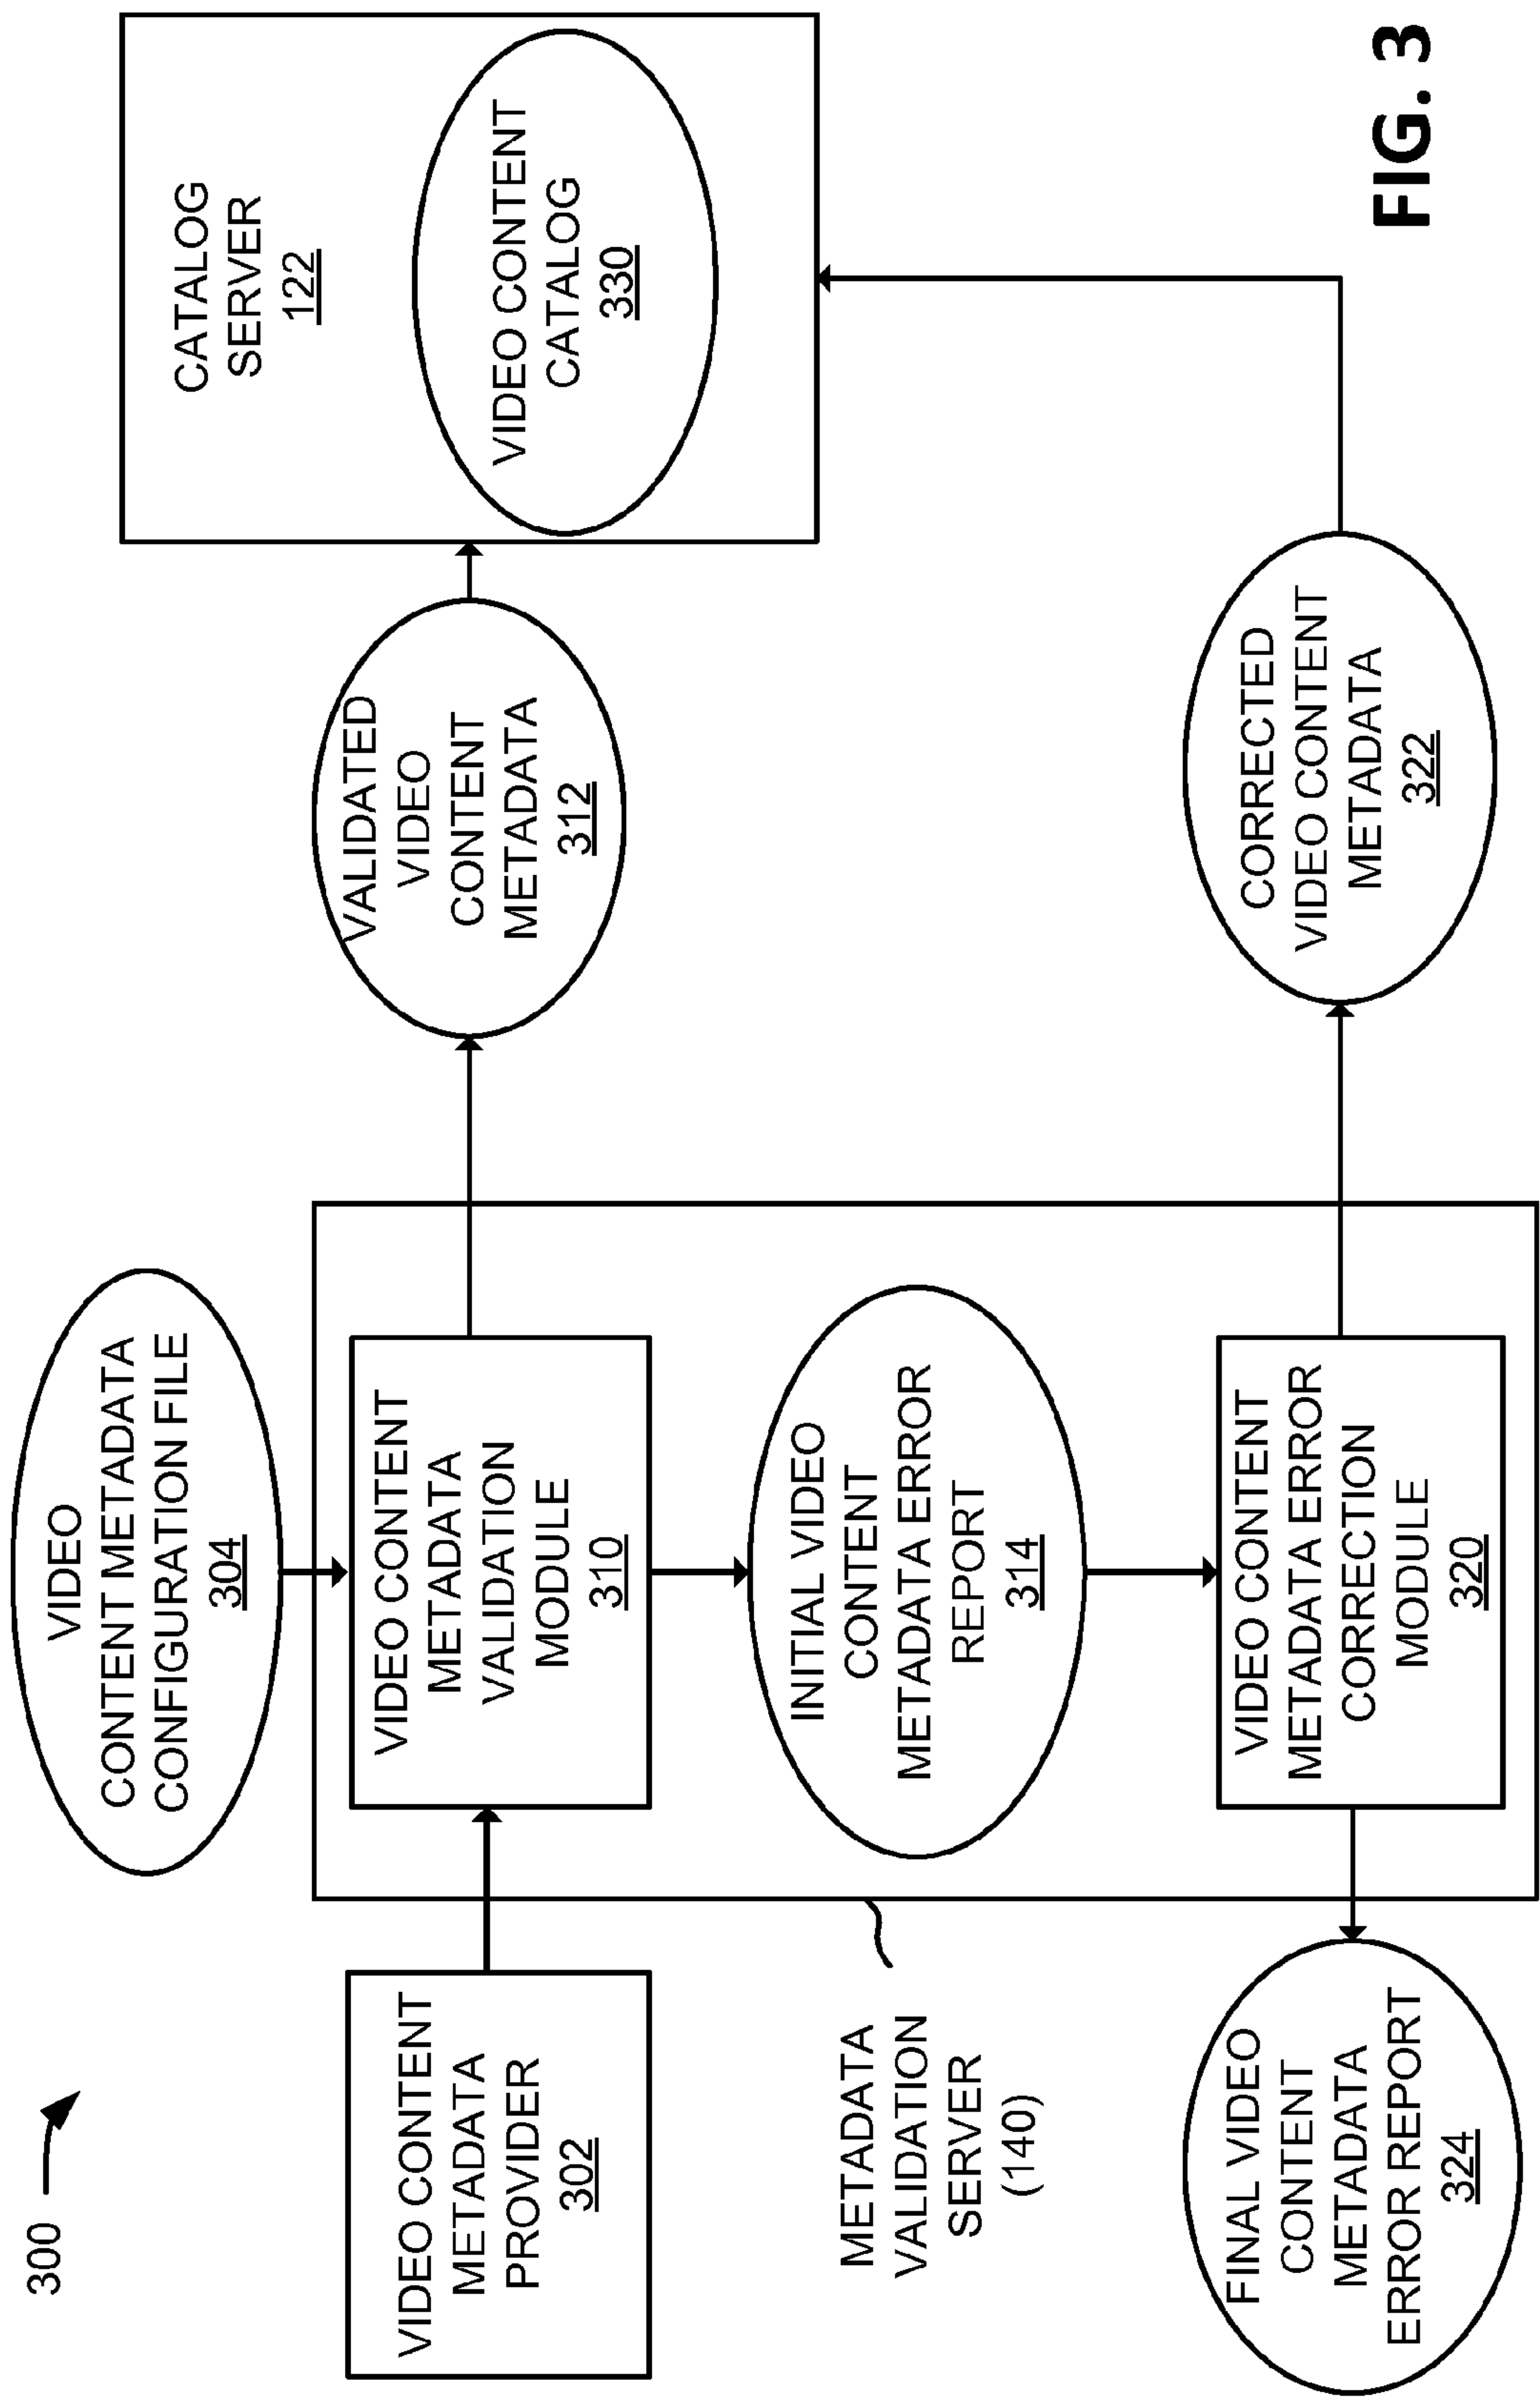 300
VIDEO
CONTENT METADATA
CONFIGURATION FILE
304
VIDEO CONTENT
METADATA
PROVIDER
302
VIDEO CONTENT
METADATA
VALIDATION
MODULE
310
VALIDATED
VIDEO
CONTENT
METADATA
312
CATALOG
SERVER
122
VIDEO CONTENT
CATALOG
330
METADATA
VALIDATION
SERVER
(140)
INITIAL VIDEO
CONTENT
METADATA ERROR
REPORT
314
FINAL VIDEO
CONTENT
METADATA
ERROR REPORT
324
VIDEO CONTENT
METADATA ERROR
CORRECTION
MODULE
320
CORRECTED
VIDEO CONTENT
METADATA
322
FIG. 3